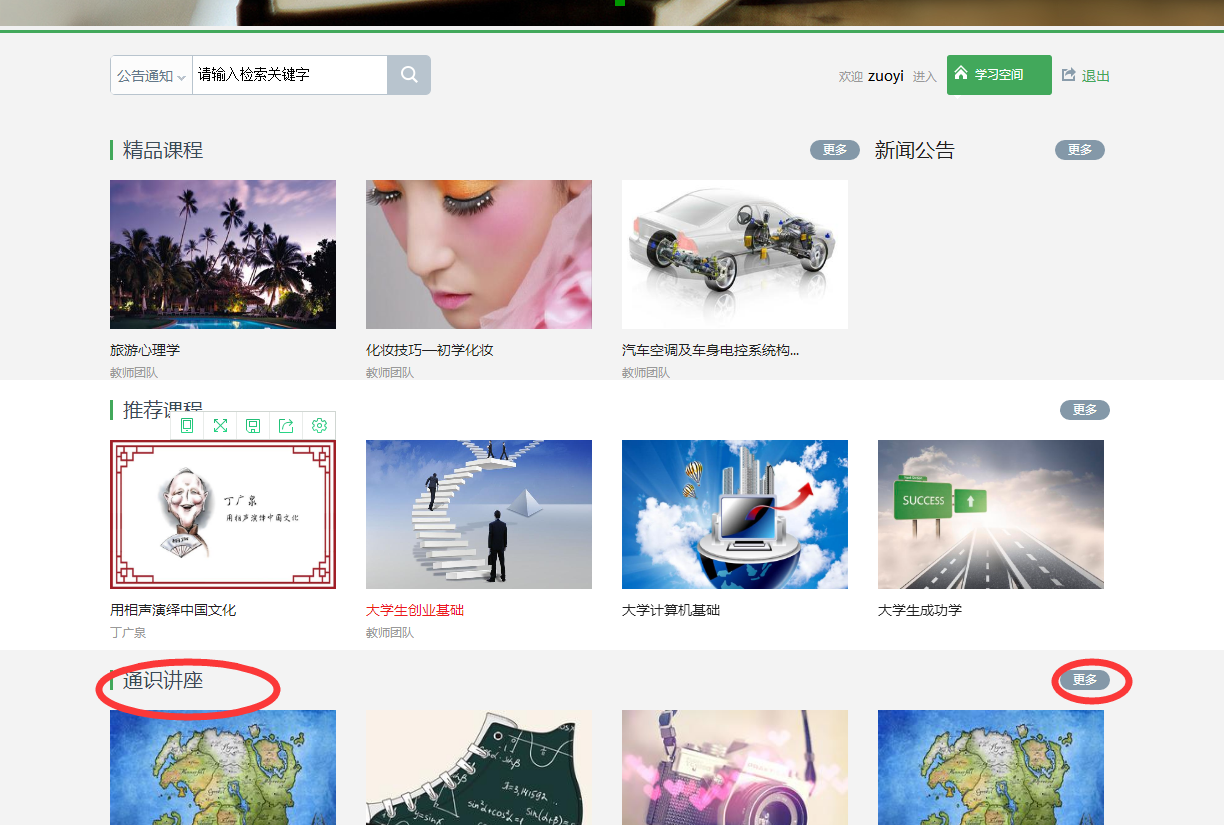 公告通知 请输入检索关键字
欢迎 zuoyi 进入 学习空间 退出
精品课程 更多 新闻公告 更多
旅游心理学 化妆技巧—初学化妆 汽车空调及车身电控系统构...
教师团队 教师团队 教师团队
推荐课程 更多
丁广泉
用相声演绎中国文化
相声
SUCCESS
用相声演绎中国文化 大学生创业基础 大学计算机基础 大学生成功学
丁广泉 教师团队
通识讲座 更多